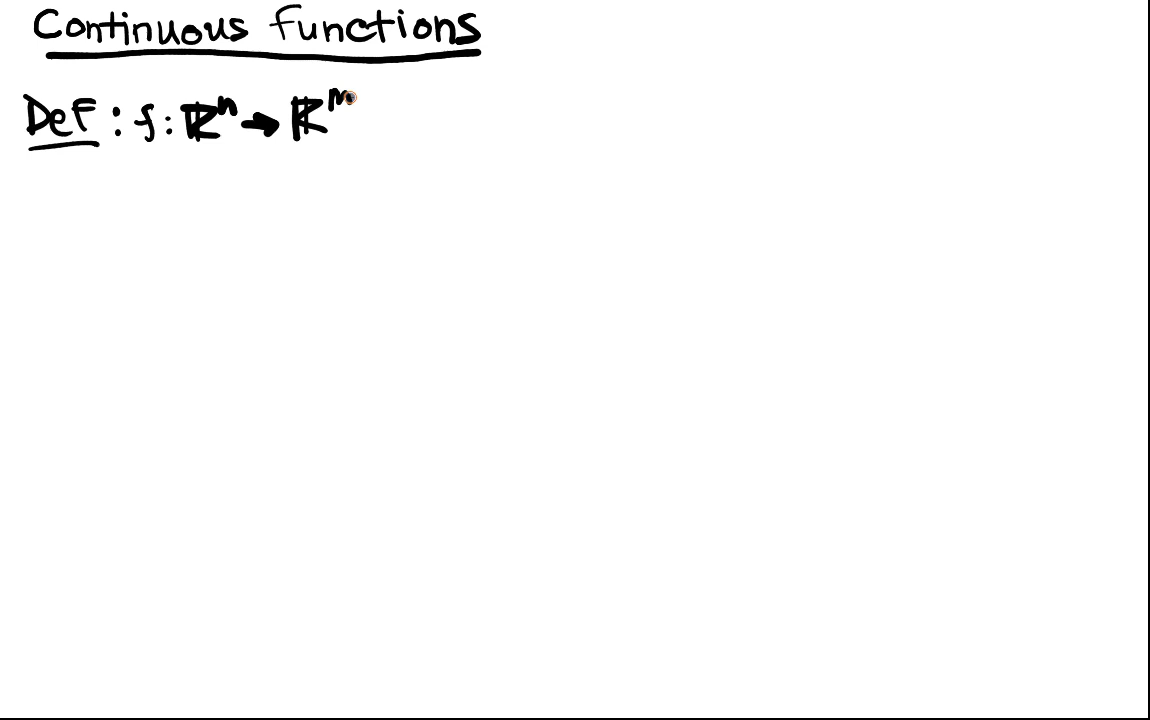 Continuous functions
Def : f : ℝⁿ → ℝᵐ